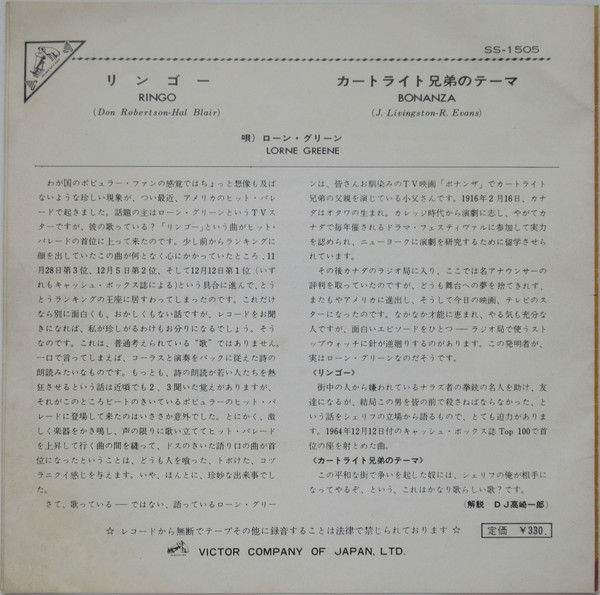 SS-1505
リンゴー
RINGO
(Don Robertson-Hal Blair)
カートライト兄弟のテーマ
BONANZA
(J. Livingston-R. Evans)
唄）ローン・グリーン
LORNE GREENE
わが国のポピュラー・ファンの感覚ではちょっと想像も及ば
ないような珍しい現象が、つい最近、アメリカのヒット・パレ
ードで起きました。話題の主はローン・グリーンというＴＶス
ターですが、彼の歌っている？「リンゴー」という曲がヒット・
パレードの首位に上って来たのです。少し前からランキングに
顔を出していたこの曲が何となく心にかかっていたところ、11
月28日第３位、12月５日第２位、そして12月12日第１位（いず
れもキャッシュ・ボックス誌による）という具合に進んで、とう
とうランキングの王座に居すわってしまったのです。これだけ
なら別に面白くも、おかしくもない話ですが、レコードをお聞
きになれば、私が珍しがるわけもお分りになるでしょう。そう
なのです。これは、普通考えられている“歌”ではありません。
一口で言ってしまえば、コーラスと演奏をバックに従えた詩の
朗読みたいなものです。もっとも、詩の朗読が若い人たちを熱
狂させるという話は近頃でも２、３聞いた覚えがありますが、
それがこのところビートのきいているポピュラーのヒット・パ
レードに登場して来たのはいささか意外でした。とにかく、激
しく楽器をかき鳴し、声の限りに歌い立ててヒット・パレード
を上昇して行く曲の間を縫って、ドスのきいた語り口の曲が首
位になったということは、どうも人を喰った、トボけた、コヅ
ラニクイ感じを与えます。いや、ほんとに、珍妙な出来事でし
た。
さて、歌っている――ではない、語っているローン・グリー
ンは、皆さんお馴染みのＴＶ映画「ボナンザ」でカートライト
兄弟の父親を演じている小父さんです。1916年２月16日、カナ
ダはオタワの生まれ。カレッジ時代から演劇に志し、やがてカ
ナダで毎年催されるドラマ・フェスティヴァルに参加して実力
を認められ、ニューヨークに演劇を研究するために留学させら
れています。
その後カナダのラジオ局に入り、ここでは名アナウンサーの
評判を取っていたのですが、どうも舞台への夢を捨てきれず、
またもやアメリカに進出し、そうして今日の映画、テレビのス
ターになったのです。なかなか才能に恵まれ、やる気も充分な
人ですが、面白いエピソードをひとつ――ラジオ局で使うスト
ップウォッチに針が逆廻りするのがあります。この発明者が、
実はローン・グリーンなのだそうです。
〈リンゴー〉
街中の人から嫌われているナラズ者の拳銃の名人を助け、友
達になるが、結局この男を皆の前で殺さねばならなかった、と
いう話をシェリフの立場から語るもので、とても迫力がありま
す。1964年12月12日付のキャッシュ・ボックス誌 Top 100で首
位の座を射とめた曲。
〈カートライト兄弟のテーマ〉
この平和な街で争いを起した奴には、シェリフの俺が相手に
なってやるぞ、という、これはかなり歌らしい歌？です。
（解説　ＤＪ高崎一郎）
☆ レコードから無断でテープその他に録音することは法律で禁じられております ☆
定価 ￥330.
VICTOR COMPANY OF JAPAN, LTD.